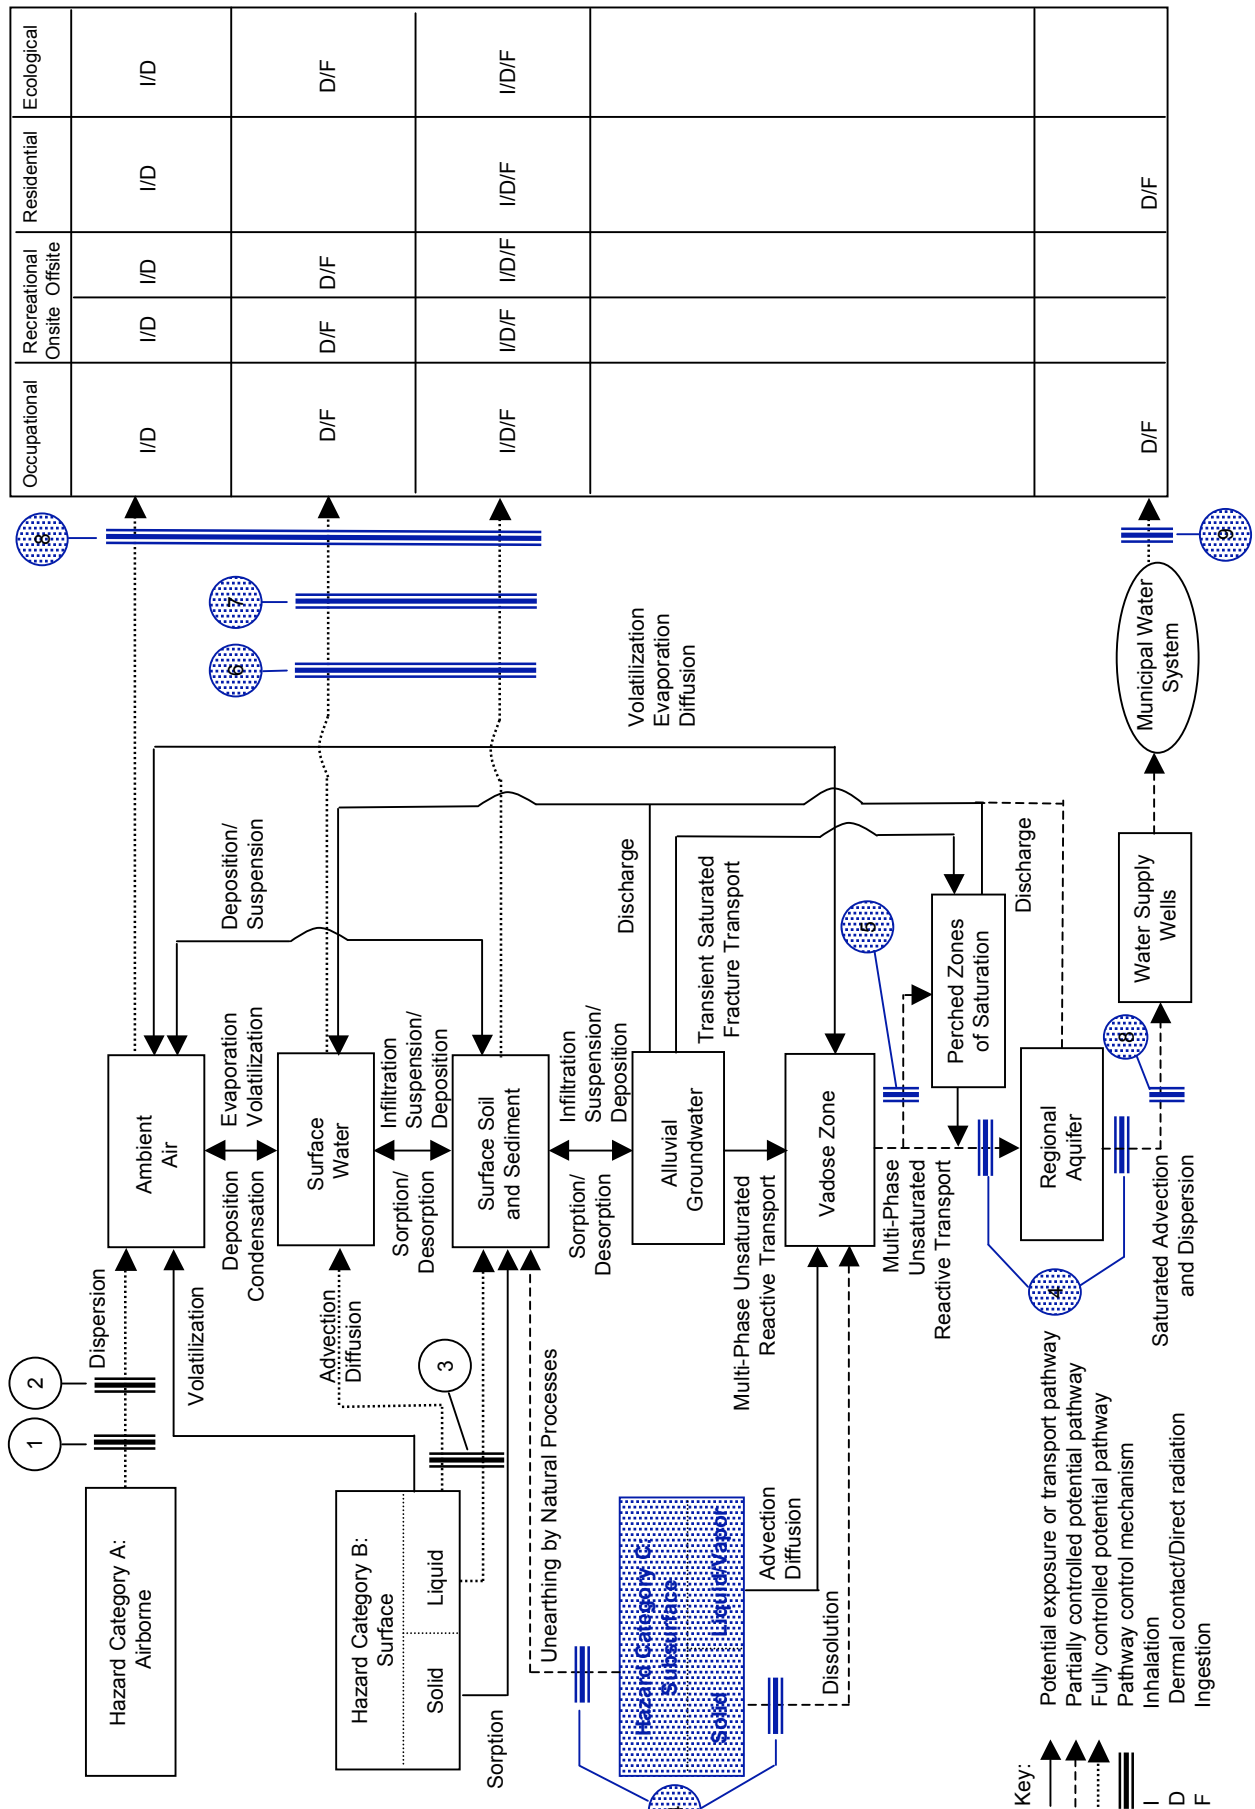 Hazard Category A:
Airborne
Hazard Category B:
Surface
Solid
Liquid
Hazard Category C:
Subsurface
Solid
Liquid/Vapor
1
2
3
Dispersion
Volatilization
Advection
Diffusion
Sorption
Unearthing by Natural Processes
Advection
Diffusion
Dissolution
Ambient
Air
Deposition
Condensation
Evaporation
Volatilization
Surface
Water
Sorption/
Desorption
Infiltration
Suspension/
Deposition
Surface Soil
and Sediment
Sorption/
Desorption
Infiltration
Suspension/
Deposition
Alluvial
Groundwater
Multi-Phase Unsaturated
Reactive Transport
Vadose Zone
Multi-Phase
Unsaturated
Reactive Transport
Perched Zones
of Saturation
Regional
Aquifer
Saturated Advection
and Dispersion
Water Supply
Wells
Municipal Water
System
Deposition/
Suspension
Discharge
Transient Saturated
Fracture Transport
Volatilization
Evaporation
Diffusion
Discharge
4
5
8
6
7
8
9
Occupational
Recreational
Onsite Offsite
Residential
Ecological
I/D
I/D
I/D
I/D
I/D
D/F
D/F
D/F
D/F
I/D/F
I/D/F
I/D/F
I/D/F
I/D/F
D/F
D/F
Key:
Potential exposure or transport pathway
Partially controlled potential pathway
Fully controlled potential pathway
Pathway control mechanism
I Inhalation
D Dermal contact/Direct radiation
F Ingestion